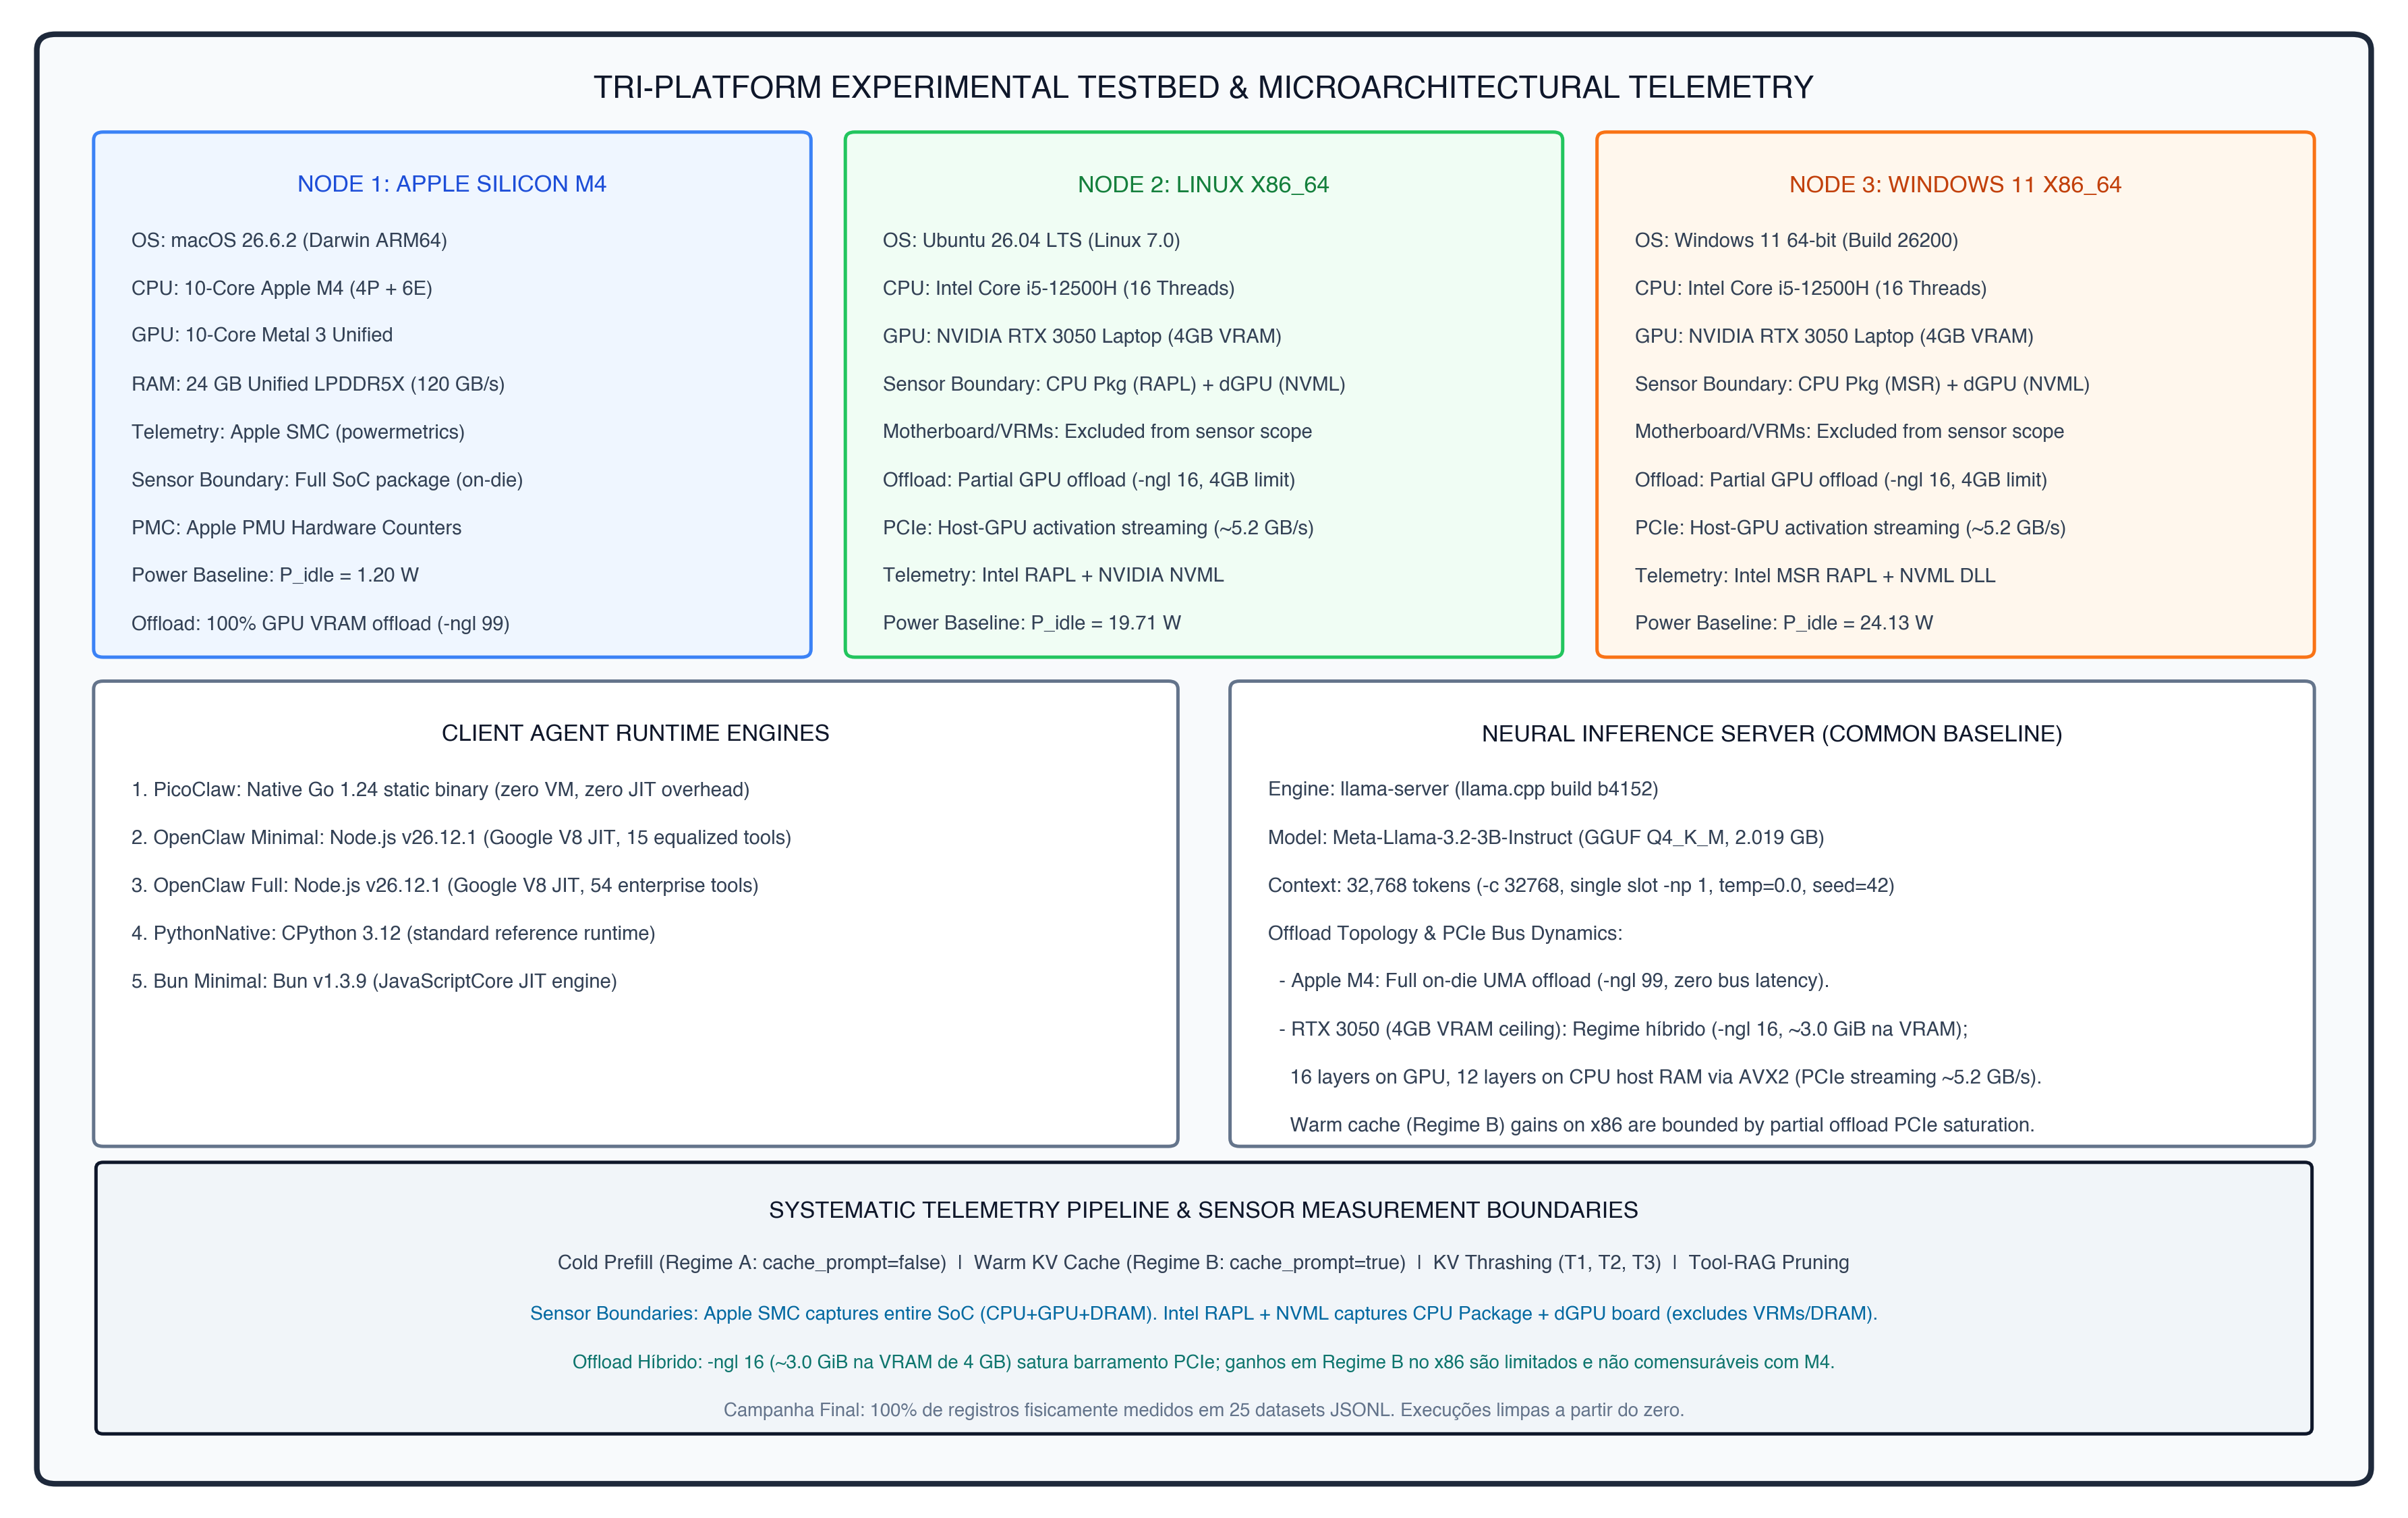 TRI-PLATFORM EXPERIMENTAL TESTBED & MICROARCHITECTURAL TELEMETRY
NODE 1: APPLE SILICON M4
OS: macOS 26.6.2 (Darwin ARM64)
CPU: 10-Core Apple M4 (4P + 6E)
GPU: 10-Core Metal 3 Unified
RAM: 24 GB Unified LPDDR5X (120 GB/s)
Telemetry: Apple SMC (powermetrics)
Sensor Boundary: Full SoC package (on-die)
PMC: Apple PMU Hardware Counters
Power Baseline: P_idle = 1.20 W
Offload: 100% GPU VRAM offload (-ngl 99)
NODE 2: LINUX X86_64
OS: Ubuntu 26.04 LTS (Linux 7.0)
CPU: Intel Core i5-12500H (16 Threads)
GPU: NVIDIA RTX 3050 Laptop (4GB VRAM)
Sensor Boundary: CPU Pkg (RAPL) + dGPU (NVML)
Motherboard/VRMs: Excluded from sensor scope
Offload: Partial GPU offload (-ngl 16, 4GB limit)
PCIe: Host-GPU activation streaming (~5.2 GB/s)
Telemetry: Intel RAPL + NVIDIA NVML
Power Baseline: P_idle = 19.71 W
NODE 3: WINDOWS 11 X86_64
OS: Windows 11 64-bit (Build 26200)
CPU: Intel Core i5-12500H (16 Threads)
GPU: NVIDIA RTX 3050 Laptop (4GB VRAM)
Sensor Boundary: CPU Pkg (MSR) + dGPU (NVML)
Motherboard/VRMs: Excluded from sensor scope
Offload: Partial GPU offload (-ngl 16, 4GB limit)
PCIe: Host-GPU activation streaming (~5.2 GB/s)
Telemetry: Intel MSR RAPL + NVML DLL
Power Baseline: P_idle = 24.13 W
CLIENT AGENT RUNTIME ENGINES
1. PicoClaw: Native Go 1.24 static binary (zero VM, zero JIT overhead)
2. OpenClaw Minimal: Node.js v26.12.1 (Google V8 JIT, 15 equalized tools)
3. OpenClaw Full: Node.js v26.12.1 (Google V8 JIT, 54 enterprise tools)
4. PythonNative: CPython 3.12 (standard reference runtime)
5. Bun Minimal: Bun v1.3.9 (JavaScriptCore JIT engine)
NEURAL INFERENCE SERVER (COMMON BASELINE)
Engine: llama-server (llama.cpp build b4152)
Model: Meta-Llama-3.2-3B-Instruct (GGUF Q4_K_M, 2.019 GB)
Context: 32,768 tokens (-c 32768, single slot -np 1, temp=0.0, seed=42)
Offload Topology & PCIe Bus Dynamics:
- Apple M4: Full on-die UMA offload (-ngl 99, zero bus latency).
- RTX 3050 (4GB VRAM ceiling): Regime híbrido (-ngl 16, ~3.0 GiB na VRAM);
16 layers on GPU, 12 layers on CPU host RAM via AVX2 (PCIe streaming ~5.2 GB/s).
Warm cache (Regime B) gains on x86 are bounded by partial offload PCIe saturation.
SYSTEMATIC TELEMETRY PIPELINE & SENSOR MEASUREMENT BOUNDARIES
Cold Prefill (Regime A: cache_prompt=false) | Warm KV Cache (Regime B: cache_prompt=true) | KV Thrashing (T1, T2, T3) | Tool-RAG Pruning
Sensor Boundaries: Apple SMC captures entire SoC (CPU+GPU+DRAM). Intel RAPL + NVML captures CPU Package + dGPU board (excludes VRMs/DRAM).
Offload Híbrido: -ngl 16 (~3.0 GiB na VRAM de 4 GB) satura barramento PCIe; ganhos em Regime B no x86 são limitados e não comensuráveis com M4.
Campanha Final: 100% de registros fisicamente medidos em 25 datasets JSONL. Execuções limpas a partir do zero.